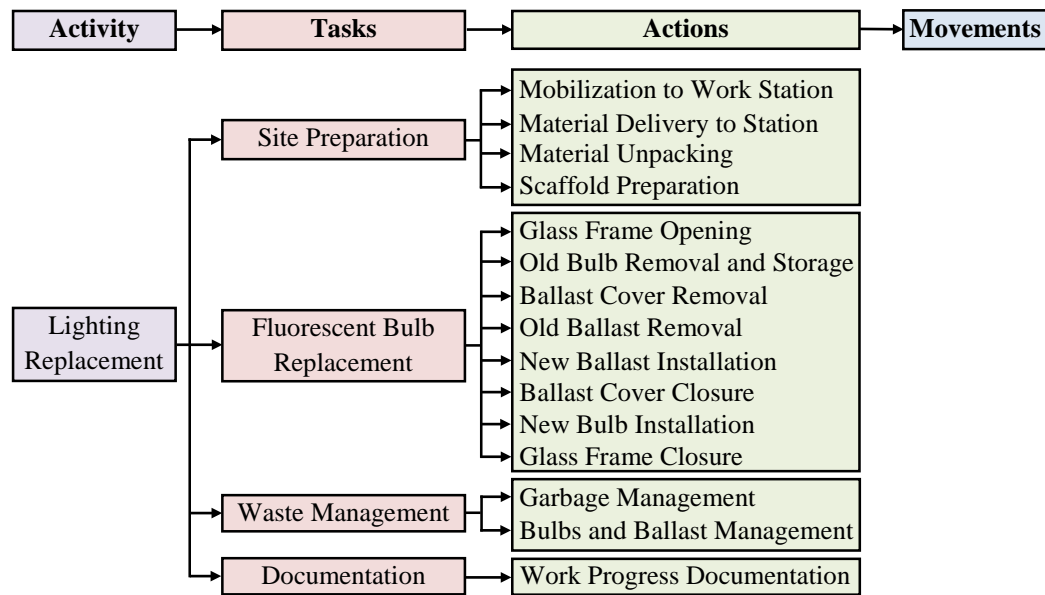 Activity
Tasks
Actions
Movements
Site Preparation
Mobilization to Work Station
Material Delivery to Station
Material Unpacking
Scaffold Preparation
Lighting
Replacement
Fluorescent Bulb
Replacement
Glass Frame Opening
Old Bulb Removal and Storage
Ballast Cover Removal
Old Ballast Removal
New Ballast Installation
Ballast Cover Closure
New Bulb Installation
Glass Frame Closure
Waste Management
Garbage Management
Bulbs and Ballast Management
Documentation
Work Progress Documentation